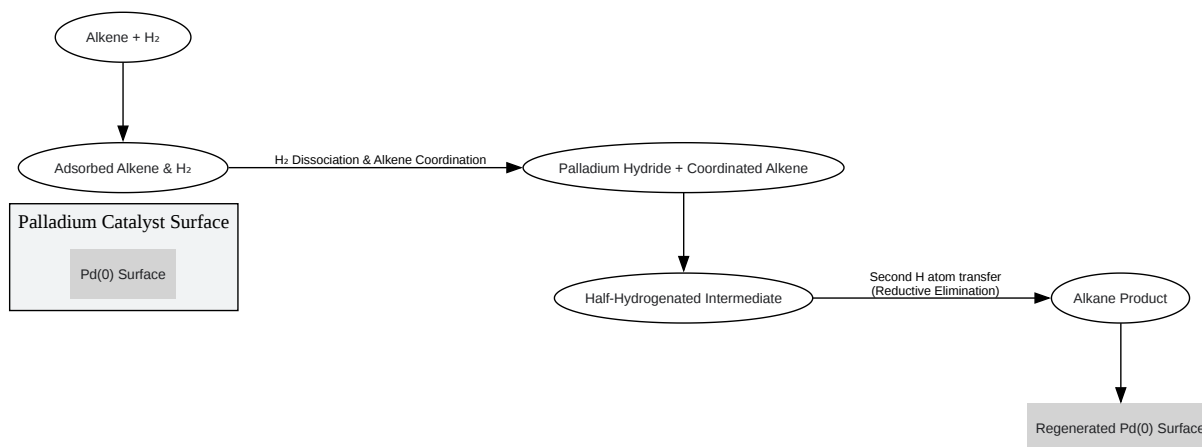 Alkene + H₂
Adsorbed Alkene & H₂
H₂ Dissociation & Alkene Coordination
Palladium Hydride + Coordinated Alkene
Palladium Catalyst Surface
Pd(0) Surface
Half-Hydrogenated Intermediate
Second H atom transfer
(Reductive Elimination)
Alkane Product
Regenerated Pd(0) Surface